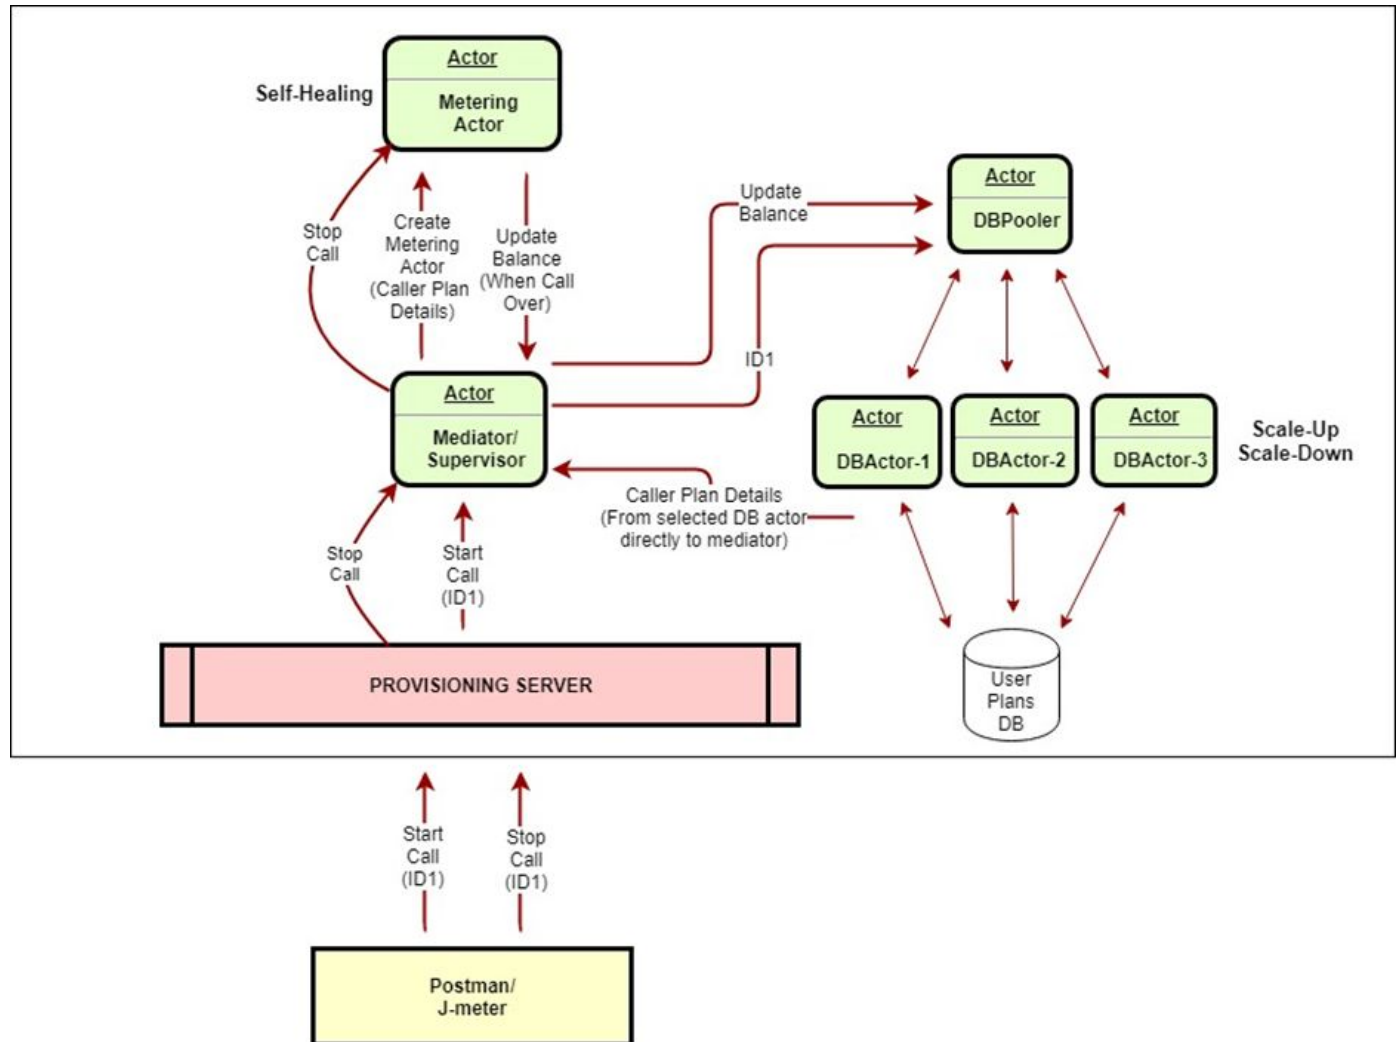 Actor
Metering
Actor
Self-Healing
Stop
Call
Create
Metering
Actor
(Caller Plan
Details)
Update
Balance
(When Call
Over)
Update
Balance
Actor
DBPooler
ID1
Actor
Mediator/
Supervisor
Actor
DBActor-1
Actor
DBActor-2
Actor
DBActor-3
Scale-Up
Scale-Down
Caller Plan Details
(From selected DB actor
directly to mediator)
Stop
Call
Start
Call
(ID1)
PROVISIONING SERVER
User
Plans
DB
Start
Call
(ID1)
Stop
Call
(ID1)
Postman/
J-meter